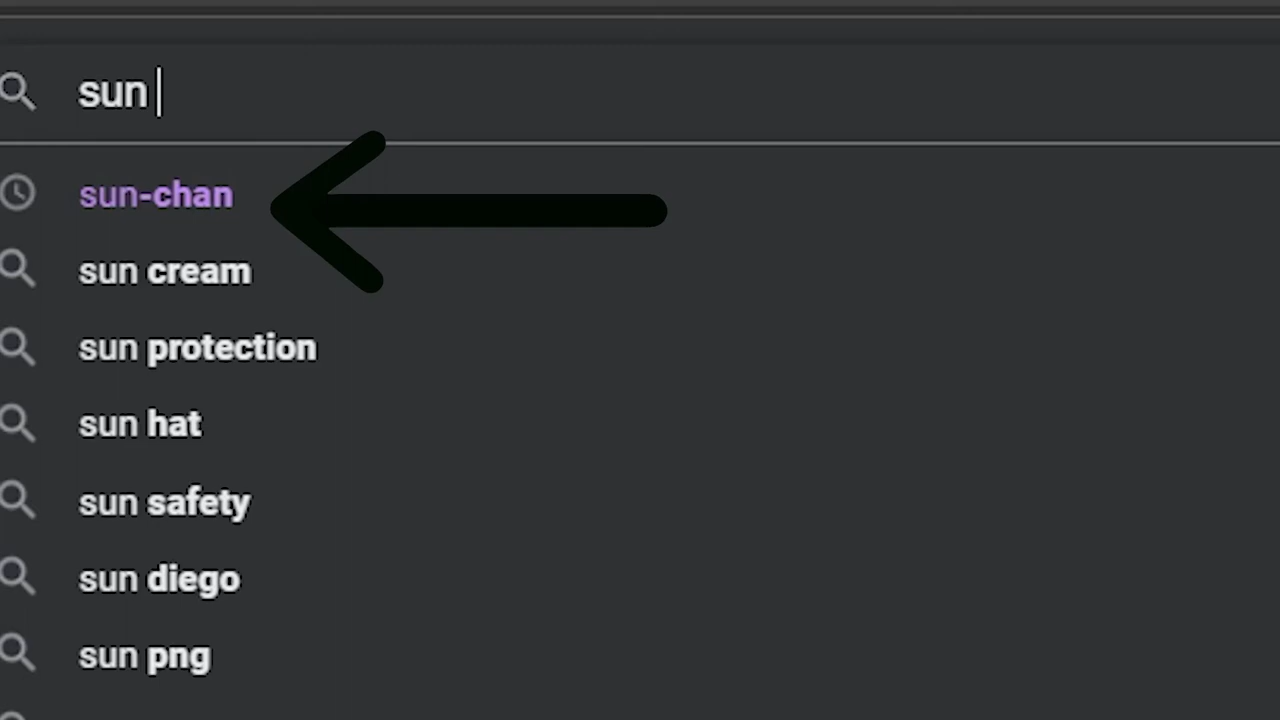 sun
sun-chan
sun cream
sun protection
sun hat
sun safety
sun diego
sun png